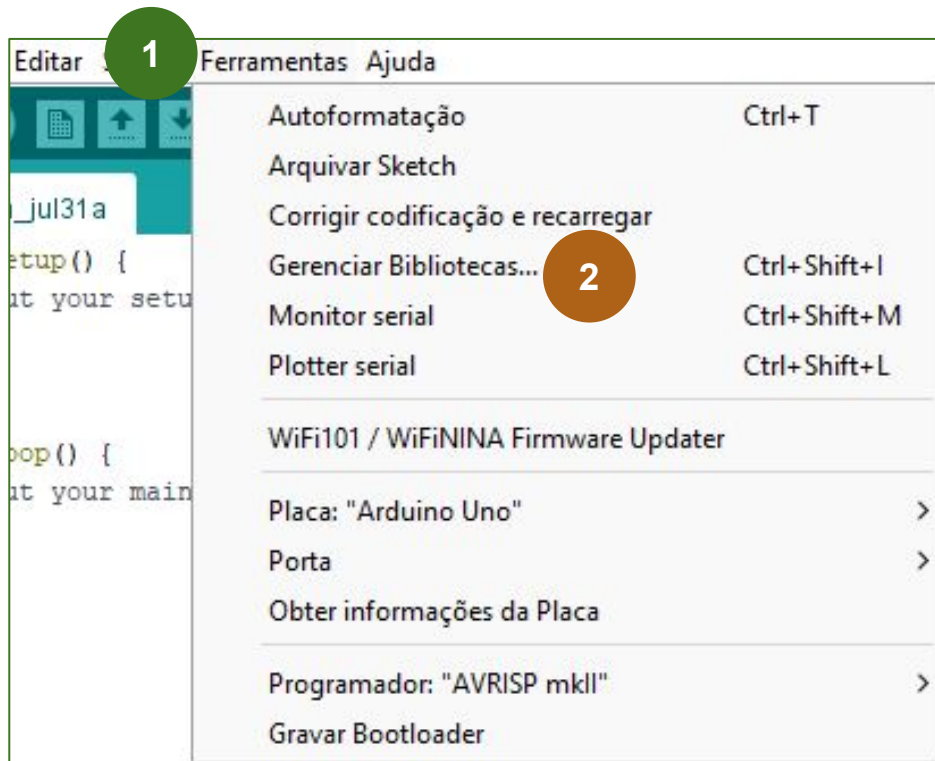 1
Editar Ferramentas Ajuda
Autoformatação Ctrl+T
Arquivar Sketch
_jul31a
Corrigir codificação e recarregar
etup() {
Gerenciar Bibliotecas... 2 Ctrl+Shift+I
ut your setu
Monitor serial Ctrl+Shift+M
Plotter serial Ctrl+Shift+L
WiFi101 / WiFiNINA Firmware Updater
oop() {
ut your main
Placa: "Arduino Uno"
Porta
Obter informações da Placa
Programador: "AVRISP mkII"
Gravar Bootloader